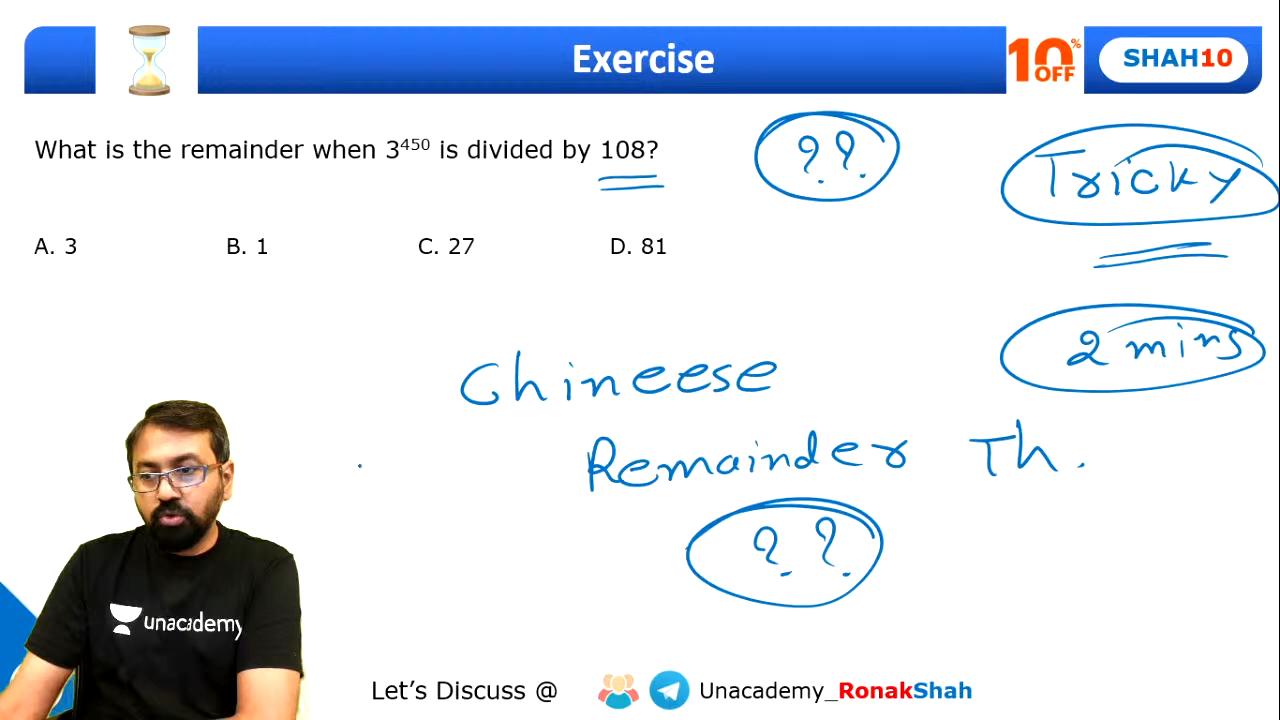 Exercise
10% OFF
SHAH10
What is the remainder when 3⁴⁵⁰ is divided by 108?
??
Tricky
A. 3 B. 1 C. 27 D. 81
2 mins
Chineese
Remainder Th.
??
unacademy
Let’s Discuss @ Unacademy_RonakShah